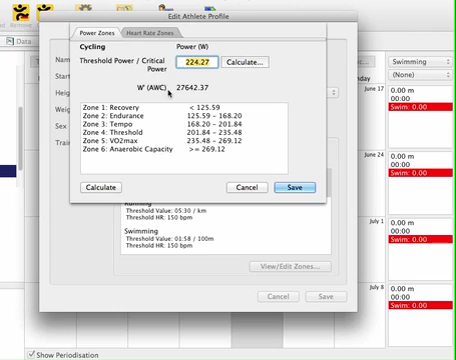 Edit Athlete Profile
Power Zones Heart Rate Zones
Cycling Power (W)
Threshold Power / Critical Power 224.27 Calculate...
W' (AWC) 27642.37
Zone 1: Recovery < 125.59
Zone 2: Endurance 125.59 - 168.20
Zone 3: Tempo 168.20 - 201.84
Zone 4: Threshold 201.84 - 235.48
Zone 5: VO2max 235.48 - 269.12
Zone 6: Anaerobic Capacity >= 269.12
Calculate Cancel Save
Threshold Value: 05:30 / km
Threshold HR: 150 bpm
Swimming
Threshold Value: 01:58 / 100m
Threshold HR: 150 bpm
View/Edit Zones...
Cancel Save
Data
Show Periodisation
Swimming
(None)
June 17
0.00 m
00:00
Swim: 0.00
June 24
0.00 m
00:00
Swim: 0.00
July 1
0.00 m
00:00
Swim: 0.00
July 8
0.00 m
00:00
Swim: 0.00